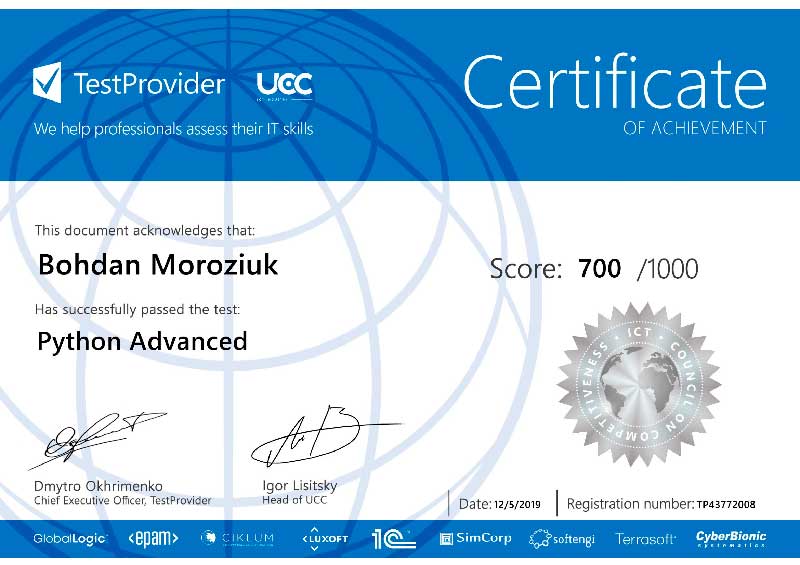 TestProvider
UCC
We help professionals assess their IT skills
Certificate
OF ACHIEVEMENT
This document acknowledges that:
Bohdan Moroziuk
Score: 700 /1000
Has successfully passed the test:
Python Advanced
ICT • COUNCIL ON COMPETITIVENESS •
Dmytro Okhrimenko
Chief Executive Officer, TestProvider
Igor Lisitsky
Head of UCC
Date: 12/5/2019
Registration number: TP43772008
GlobalLogic
<epam>
CIKLUM
<LUXOFT
1C
SimCorp
softengi
Terrasoft
CyberBionic
systematics